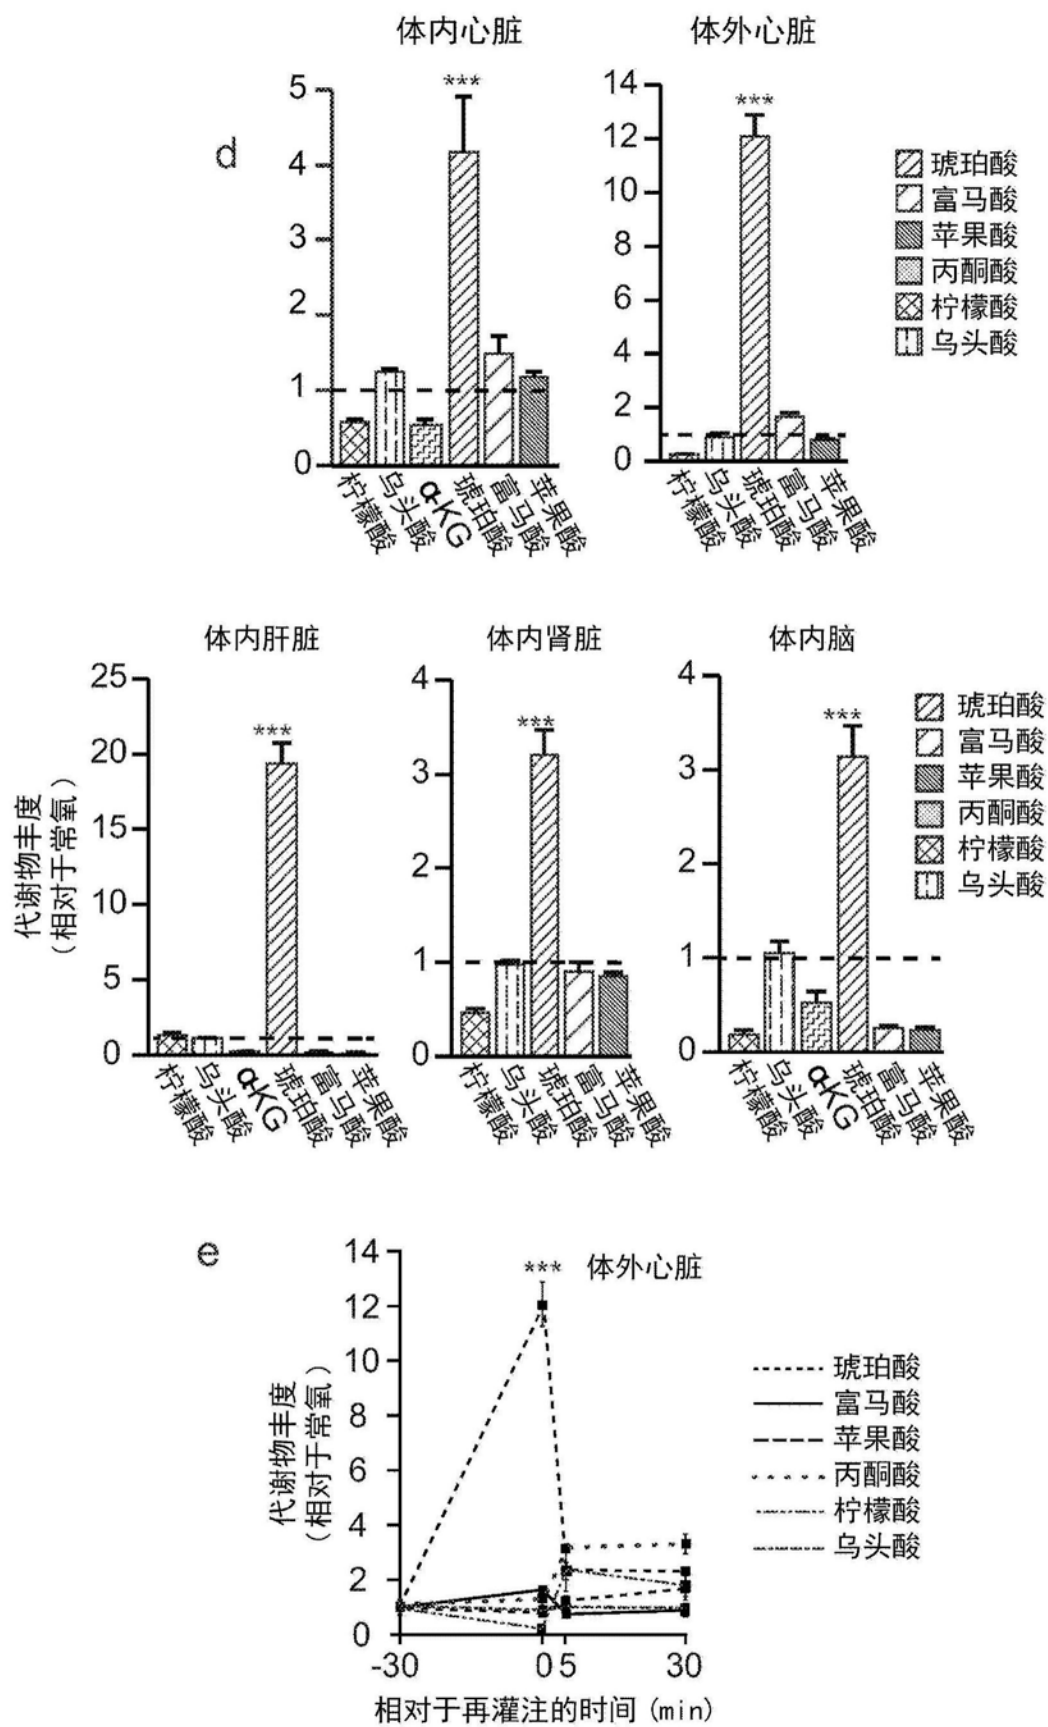 体内心脏
体外心脏
d
5
4
3
2
1
0
***
柠檬酸
乌头酸
α-KG
琥珀酸
富马酸
苹果酸
14
12
10
8
6
4
2
0
***
柠檬酸
乌头酸
琥珀酸
富马酸
苹果酸
琥珀酸
富马酸
苹果酸
丙酮酸
柠檬酸
乌头酸
体内肝脏
体内肾脏
体内脑
代谢物丰度
(相对于常氧)
25
20
15
10
5
0
***
柠檬酸
乌头酸
α-KG
琥珀酸
富马酸
苹果酸
4
3
2
1
0
***
柠檬酸
乌头酸
琥珀酸
富马酸
苹果酸
4
3
2
1
0
***
柠檬酸
乌头酸
α-KG
琥珀酸
富马酸
苹果酸
琥珀酸
富马酸
苹果酸
丙酮酸
柠檬酸
乌头酸
e
体外心脏
代谢物丰度
(相对于常氧)
14
12
10
8
6
4
2
0
***
-30
0
5
30
相对于再灌注的时间 (min)
琥珀酸
富马酸
苹果酸
丙酮酸
柠檬酸
乌头酸